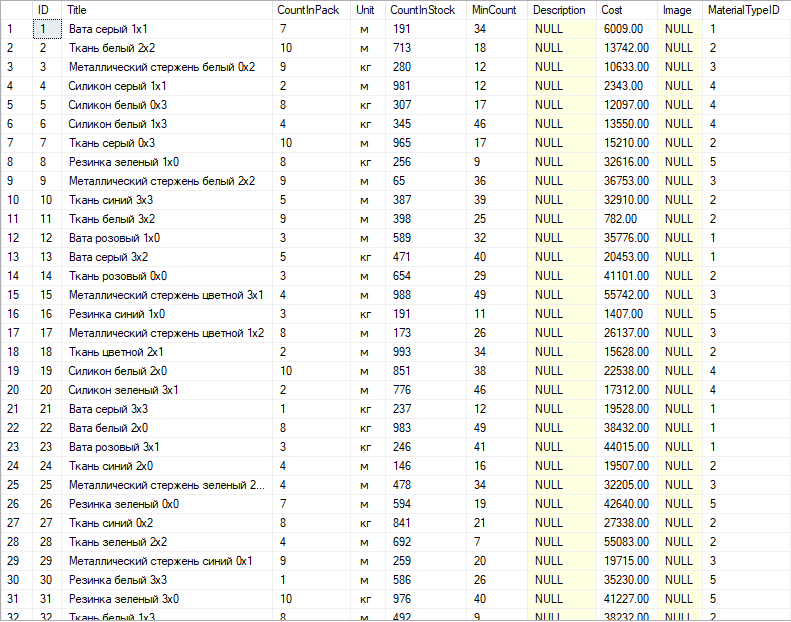 ID Title CountInPack Unit CountInStock MinCount Description Cost Image MaterialTypeID
1 1 Вата серый 1x1 7 м 191 34 NULL 6009.00 NULL 1
2 2 Ткань белый 2x2 10 м 713 18 NULL 13742.00 NULL 2
3 3 Металлический стержень белый 0x2 9 кг 280 12 NULL 10633.00 NULL 3
4 4 Силикон серый 1x1 2 м 981 12 NULL 2343.00 NULL 4
5 5 Силикон белый 0x3 8 кг 307 17 NULL 12097.00 NULL 4
6 6 Силикон белый 1x3 4 кг 345 46 NULL 13550.00 NULL 4
7 7 Ткань серый 0x3 10 м 965 17 NULL 15210.00 NULL 2
8 8 Резинка зеленый 1x0 8 кг 256 9 NULL 32616.00 NULL 5
9 9 Металлический стержень белый 2x2 9 кг 65 36 NULL 36753.00 NULL 3
10 10 Ткань синий 3x3 5 м 387 39 NULL 32910.00 NULL 2
11 11 Ткань белый 3x2 9 м 398 25 NULL 782.00 NULL 2
12 12 Вата розовый 1x0 3 м 589 32 NULL 35776.00 NULL 1
13 13 Вата серый 3x2 5 кг 471 40 NULL 20453.00 NULL 1
14 14 Ткань розовый 0x0 3 м 654 29 NULL 41101.00 NULL 2
15 15 Металлический стержень цветной 3x1 4 м 988 49 NULL 55742.00 NULL 3
16 16 Резинка синий 1x0 3 кг 191 11 NULL 1407.00 NULL 5
17 17 Металлический стержень цветной 1x2 8 м 173 26 NULL 26137.00 NULL 3
18 18 Ткань цветной 2x1 2 м 993 34 NULL 15628.00 NULL 2
19 19 Силикон белый 2x0 10 м 851 38 NULL 22538.00 NULL 4
20 20 Силикон зеленый 3x1 2 м 776 46 NULL 17312.00 NULL 4
21 21 Вата серый 3x3 1 кг 237 12 NULL 19528.00 NULL 1
22 22 Вата белый 2x0 8 кг 983 49 NULL 38432.00 NULL 1
23 23 Вата розовый 3x1 3 кг 246 41 NULL 44015.00 NULL 1
24 24 Ткань синий 2x0 4 м 146 16 NULL 19507.00 NULL 2
25 25 Металлический стержень зеленый 2... 4 м 478 34 NULL 32205.00 NULL 3
26 26 Резинка зеленый 0x0 7 м 594 19 NULL 42640.00 NULL 5
27 27 Ткань синий 0x2 8 кг 841 21 NULL 27338.00 NULL 2
28 28 Ткань зеленый 2x2 4 м 692 7 NULL 55083.00 NULL 2
29 29 Металлический стержень синий 0x1 9 м 259 20 NULL 19715.00 NULL 3
30 30 Резинка белый 3x3 1 м 586 26 NULL 35230.00 NULL 5
31 31 Резинка зеленый 3x0 10 кг 976 40 NULL 41227.00 NULL 5
32 32 Ткань белый 1x3 8 м 492 9 NULL 38232.00 NULL 2